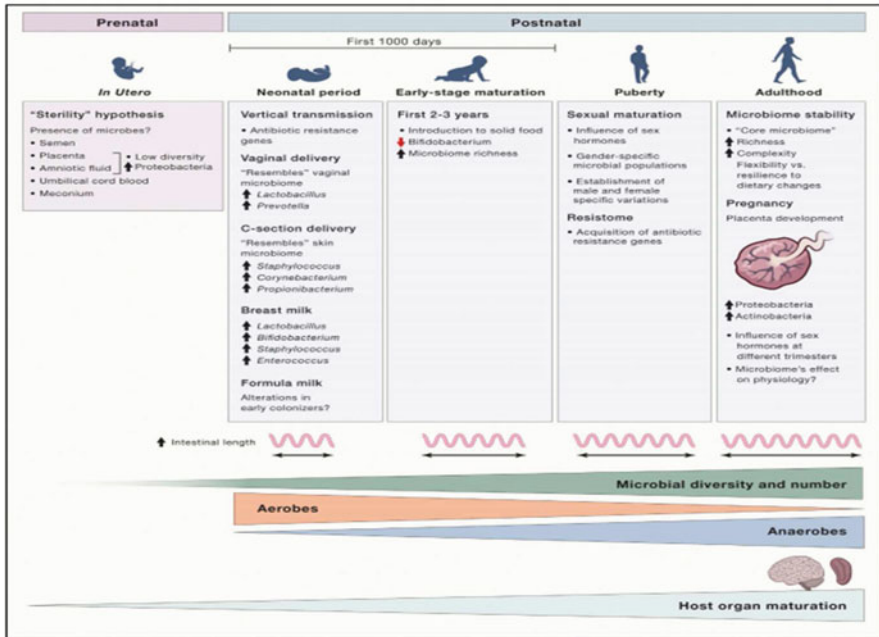 Prenatal
Postnatal
First 1000 days
In Utero
Neonatal period
Early-stage maturation
Puberty
Adulthood
"Sterility" hypothesis
Presence of microbes?
• Semen
• Placenta
• Amniotic fluid
• Low diversity
Proteobacteria
• Umbilical cord blood
• Meconium
Vertical transmission
• Antibiotic resistance
genes
Vaginal delivery
"Resembles" vaginal
microbiome
Lactobacillus
Prevotella
C-section delivery
"Resembles" skin
microbiome
Staphylococcus
Corynebacterium
Propionibacterium
Breast milk
Lactobacillus
Bifidobacterium
Staphylococcus
Enterococcus
Formula milk
Alterations in
early colonizers?
First 2-3 years
• Introduction to solid food
Bifidobacterium
Microbiome richness
Sexual maturation
• Influence of sex
hormones
• Gender-specific
microbial populations
• Establishment of
male and female
specific variations
Resistome
• Acquisition of antibiotic
resistance genes
Microbiome stability
• "Core microbiome"
Richness
Complexity
Flexibility vs.
resilience to
dietary changes
Pregnancy
Placenta development
Proteobacteria
Actinobacteria
• Influence of sex
hormones at
different trimesters
• Microbiome's effect
on physiology?
Intestinal length
Microbial diversity and number
Aerobes
Anaerobes
Host organ maturation